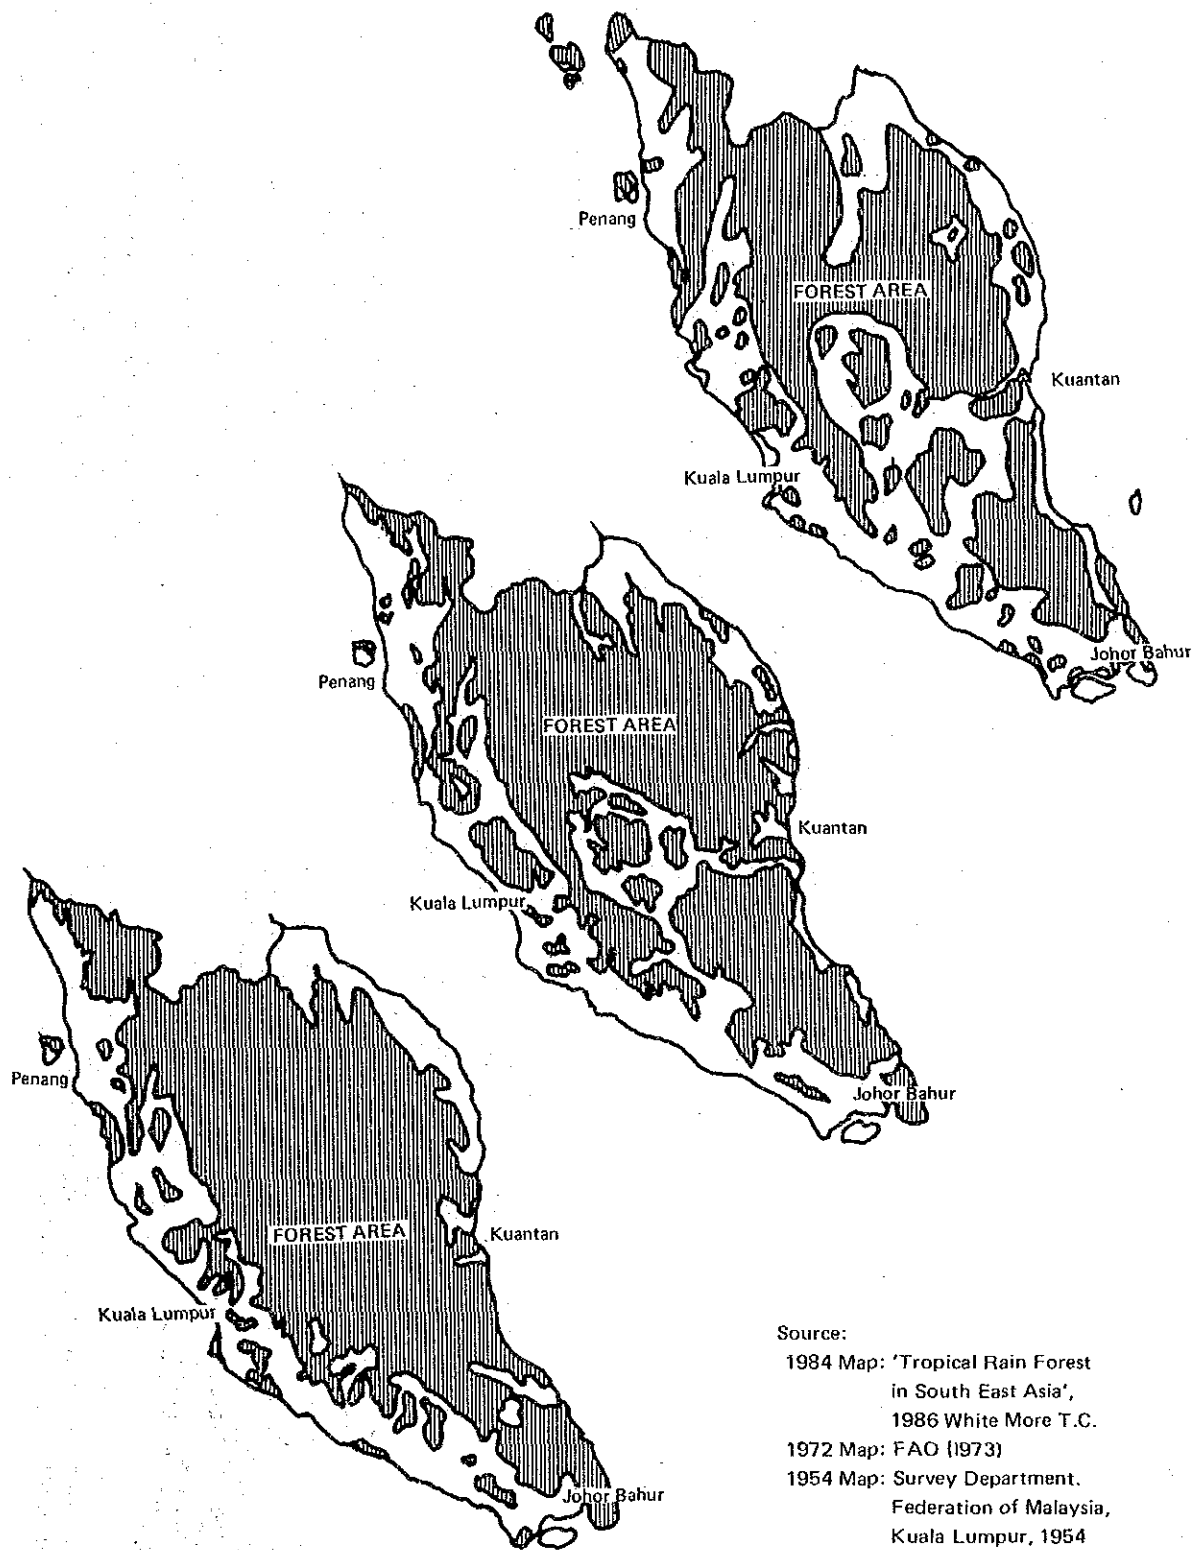 Penang
FOREST AREA
Kuantan
Kuala Lumpur
Johor Bahur
Penang
FOREST AREA
Kuantan
Kuala Lumpur
Johor Bahur
Penang
FOREST AREA
Kuantan
Kuala Lumpur
Johor Bahur
Source:
1984 Map: 'Tropical Rain Forest
in South East Asia',
1986 White More T.C.
1972 Map: FAO (1973)
1954 Map: Survey Department.
Federation of Malaysia,
Kuala Lumpur, 1954